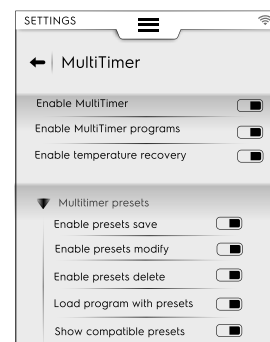 SETTINGS
MultiTimer
Enable MultiTimer
Enable MultiTimer programs
Enable temperature recovery
Multitimer presets
Enable presets save
Enable presets modify
Enable presets delete
Load program with presets
Show compatible presets